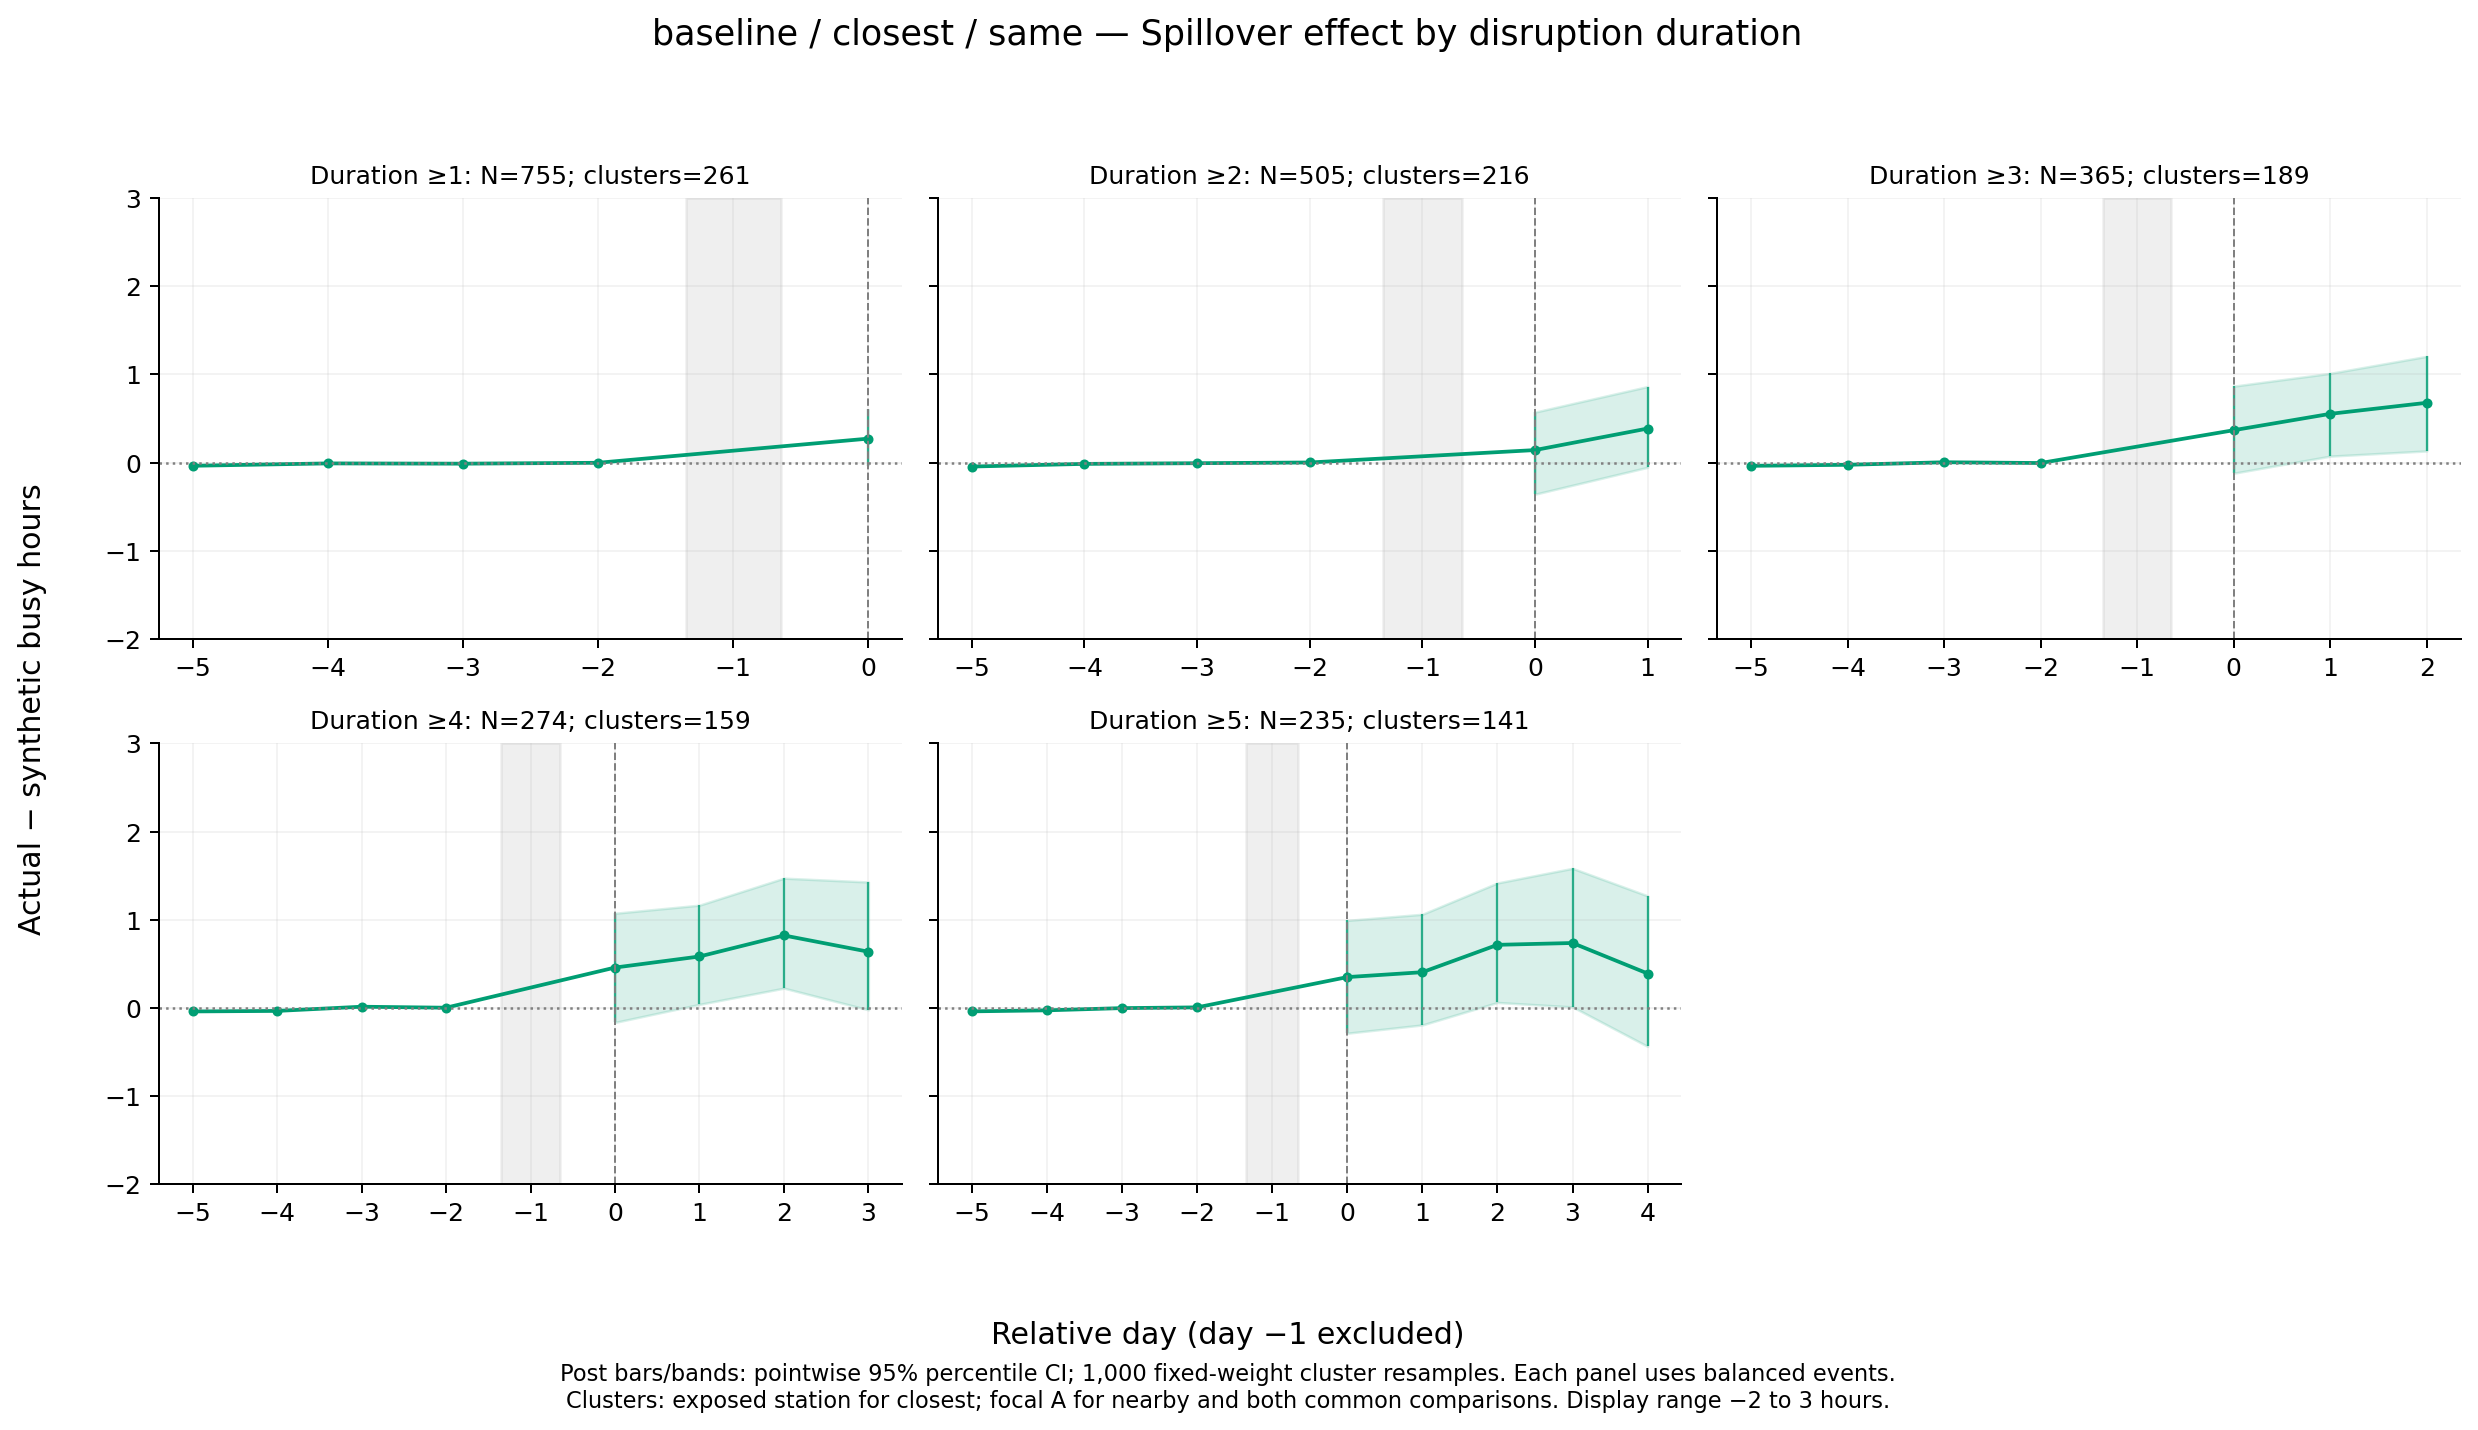 baseline / closest / same — Spillover effect by disruption duration
Duration ≥1: N=755; clusters=261
Duration ≥2: N=505; clusters=216
Duration ≥3: N=365; clusters=189
3
2
1
0
−1
−2
−5 −4 −3 −2 −1 0
−5 −4 −3 −2 −1 0 1
−5 −4 −3 −2 −1 0 1 2
Actual − synthetic busy hours
Duration ≥4: N=274; clusters=159
Duration ≥5: N=235; clusters=141
3
2
1
0
−1
−2
−5 −4 −3 −2 −1 0 1 2 3
−5 −4 −3 −2 −1 0 1 2 3 4
Relative day (day −1 excluded)
Post bars/bands: pointwise 95% percentile CI; 1,000 fixed-weight cluster resamples. Each panel uses balanced events.
Clusters: exposed station for closest; focal A for nearby and both common comparisons. Display range −2 to 3 hours.